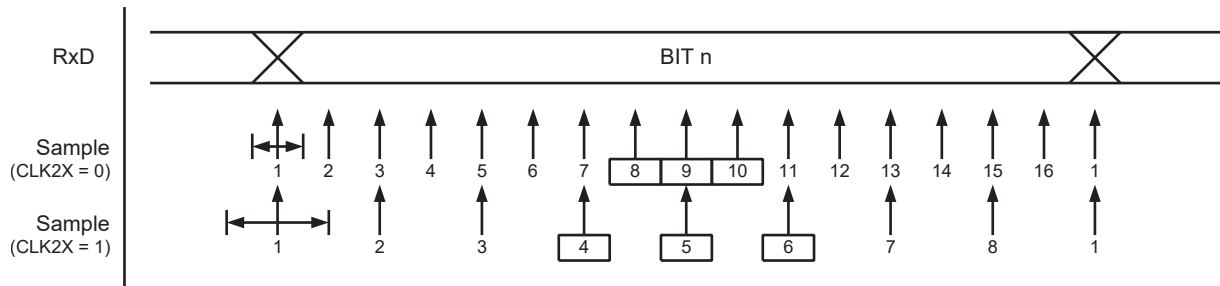 RxD BIT n
Sample
(CLK2X = 0) 1 2 3 4 5 6 7 8 9 10 11 12 13 14 15 16 1
Sample
(CLK2X = 1) 1 2 3 4 5 6 7 8 1